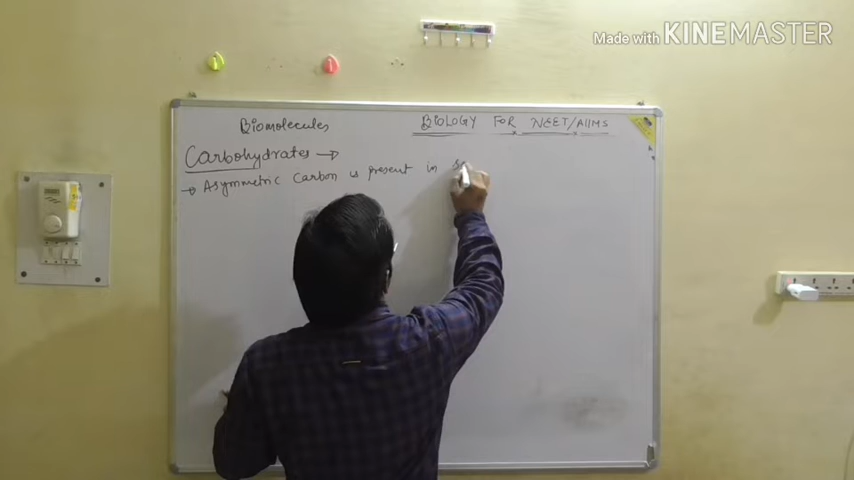 Made with KINEMASTER
Biomolecules
BIOLOGY FOR NEET/AIIMS
Carbohydrates →
→ Asymmetric Carbon is present in